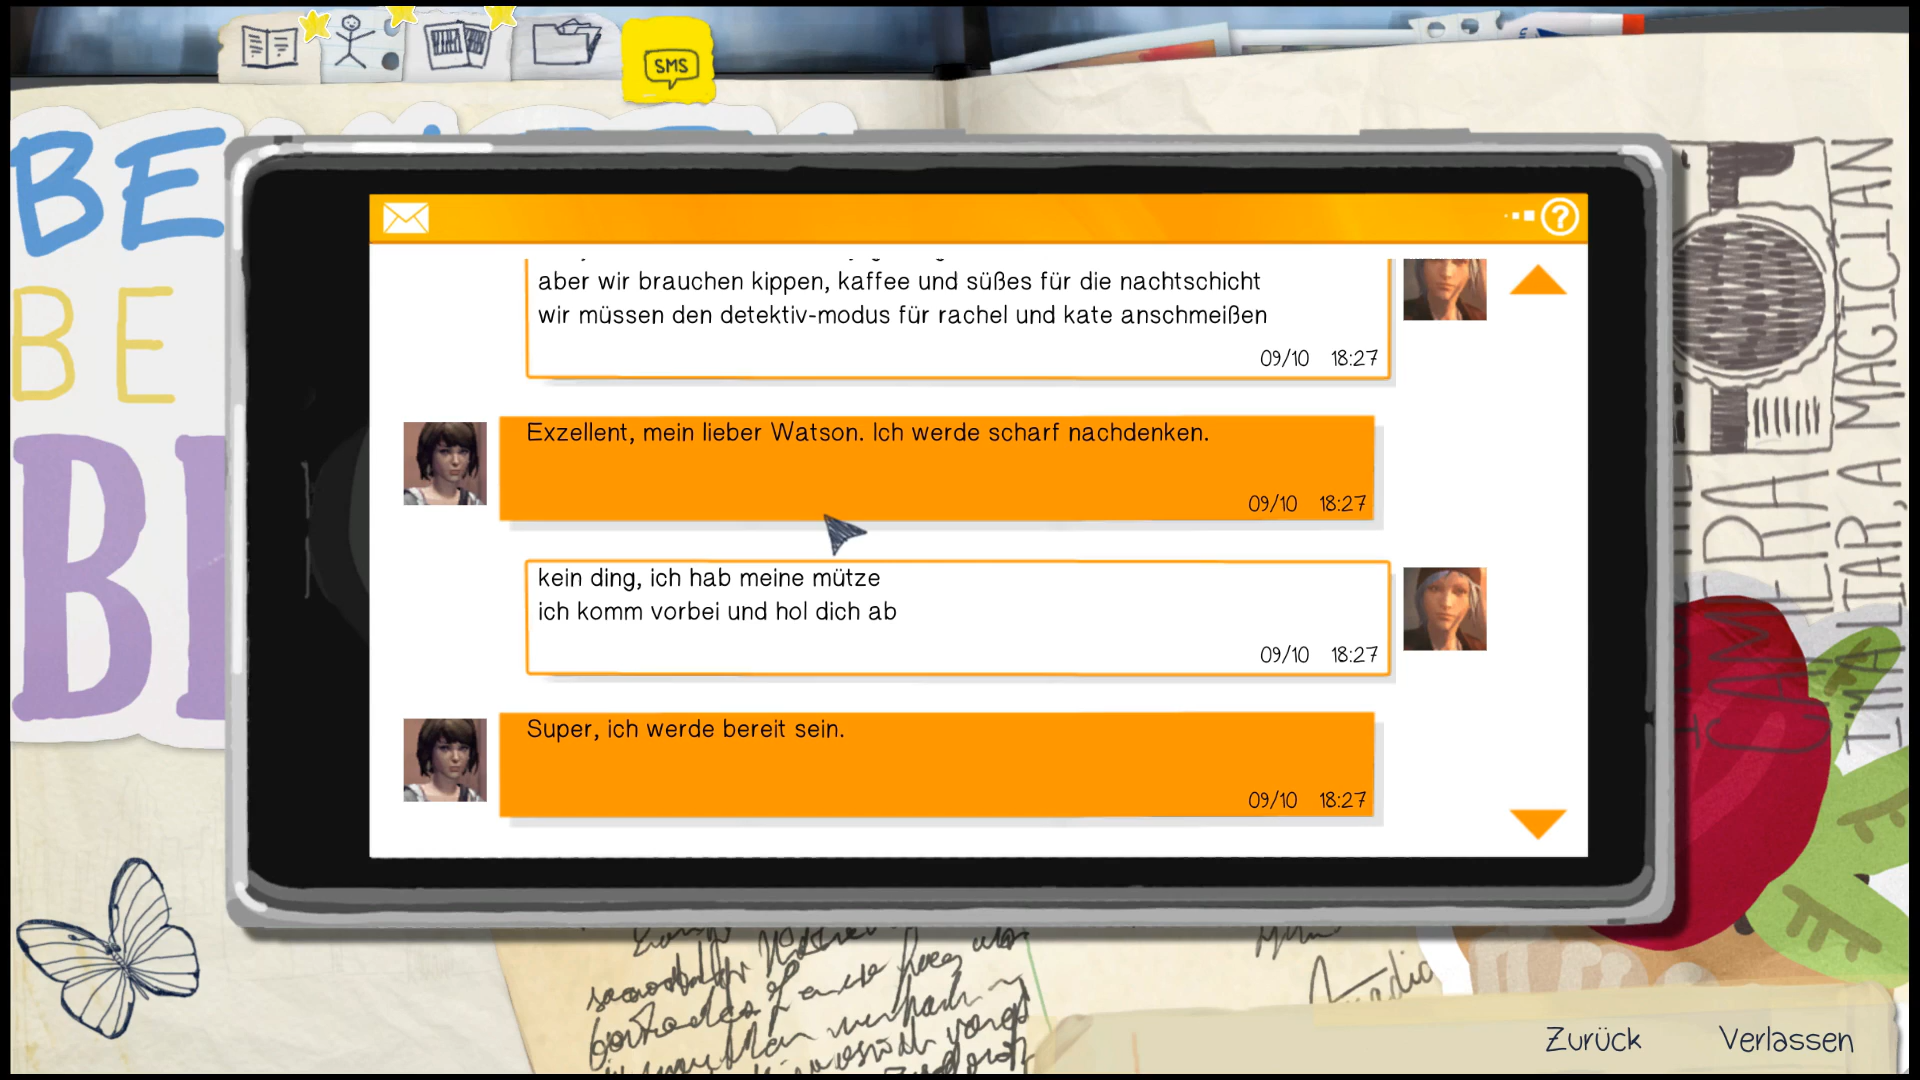 SMS
BE
BE
aber wir brauchen kippen, kaffee und süßes für die nachtschicht
wir müssen den detektiv-modus für rachel und kate anschmeißen
09/10 18:27
Exzellent, mein lieber Watson. Ich werde scharf nachdenken.
09/10 18:27
kein ding, ich hab meine mütze
ich komm vorbei und hol dich ab
09/10 18:27
Super, ich werde bereit sein.
09/10 18:27
CAMERA
LIAR, A MAGICIAN
Zurück
Verlassen